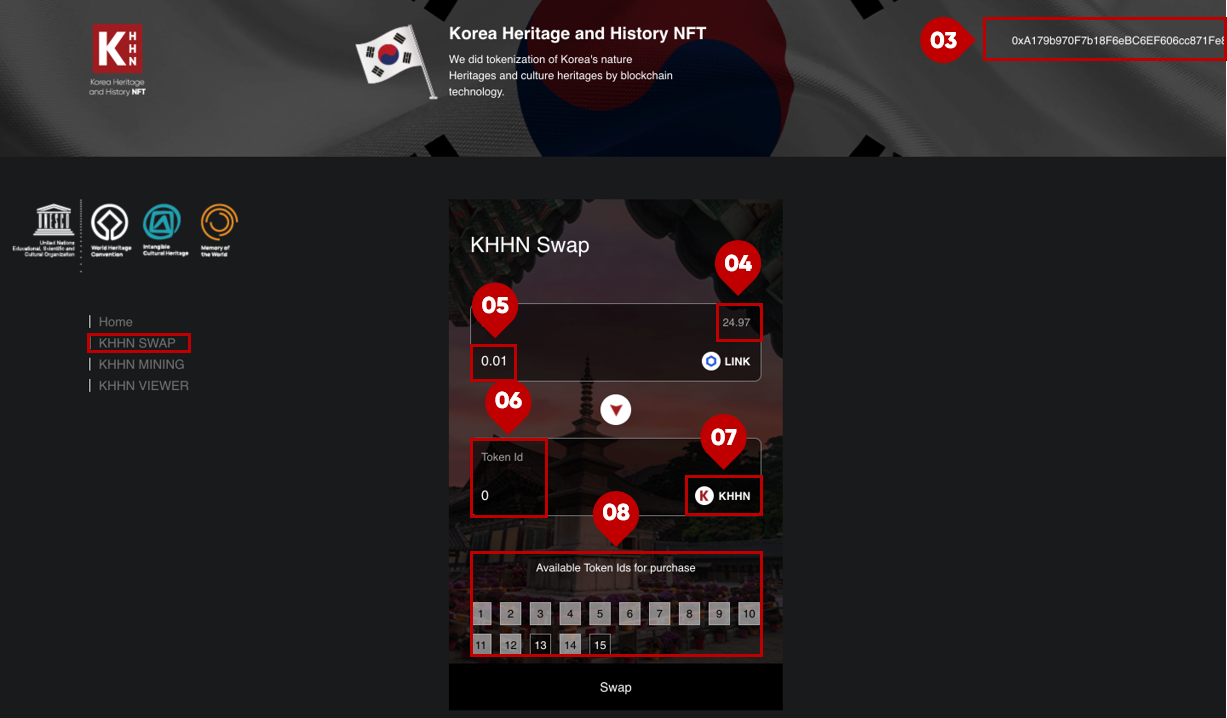 K
H
H
N
Korea Heritage
and History NFT
Korea Heritage and History NFT
We did tokenization of Korea's nature
Heritages and culture heritages by blockchain
technology.
03
0xA179b970F7b18F6eBC6EF606cc871Fe8
United Nations
Educational, Scientific and
Cultural Organization
World Heritage
Convention
Intangible
Cultural Heritage
Memory of
the World
Home
KHHN SWAP
KHHN MINING
KHHN VIEWER
KHHN Swap
04
05
24.97
0.01
LINK
06
07
Token Id
0
K KHHN
08
Available Token Ids for purchase
1 2 3 4 5 6 7 8 9 10
11 12 13 14 15
Swap